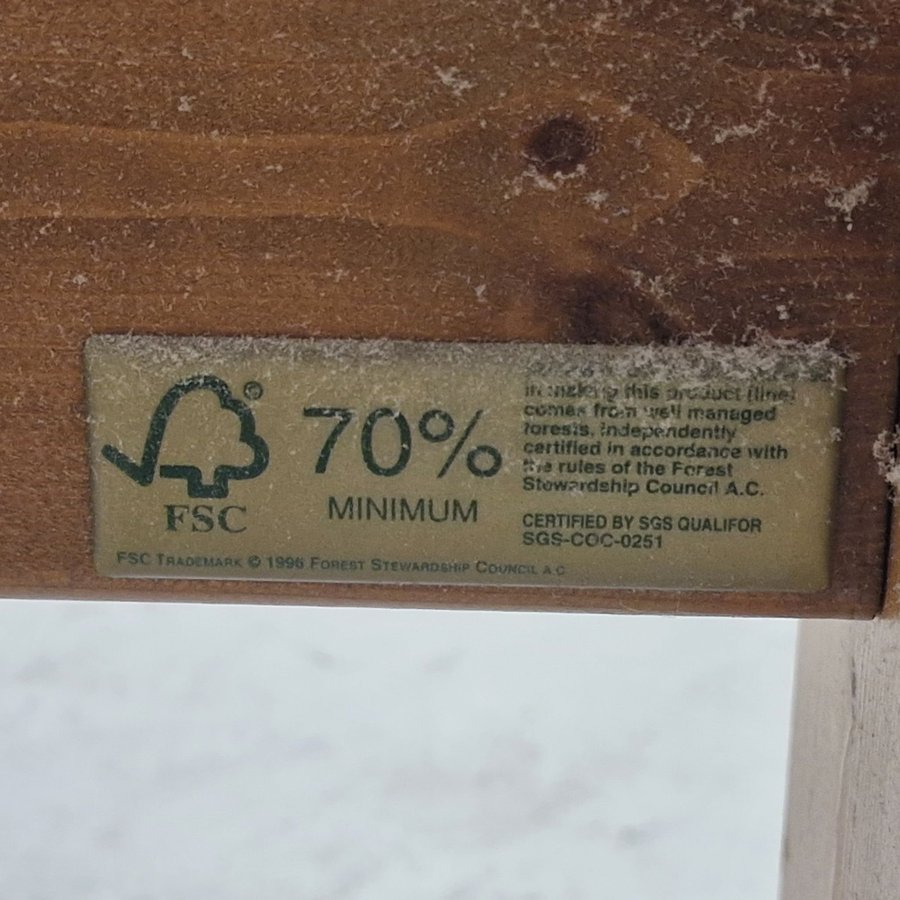 ®
FSC
70%
MINIMUM
in making this product (line)
comes from well managed
forests, independently
certified in accordance with
the rules of the Forest
Stewardship Council A.C.
CERTIFIED BY SGS QUALIFOR
SGS-COC-0251
FSC TRADEMARK © 1996 FOREST STEWARDSHIP COUNCIL A.C